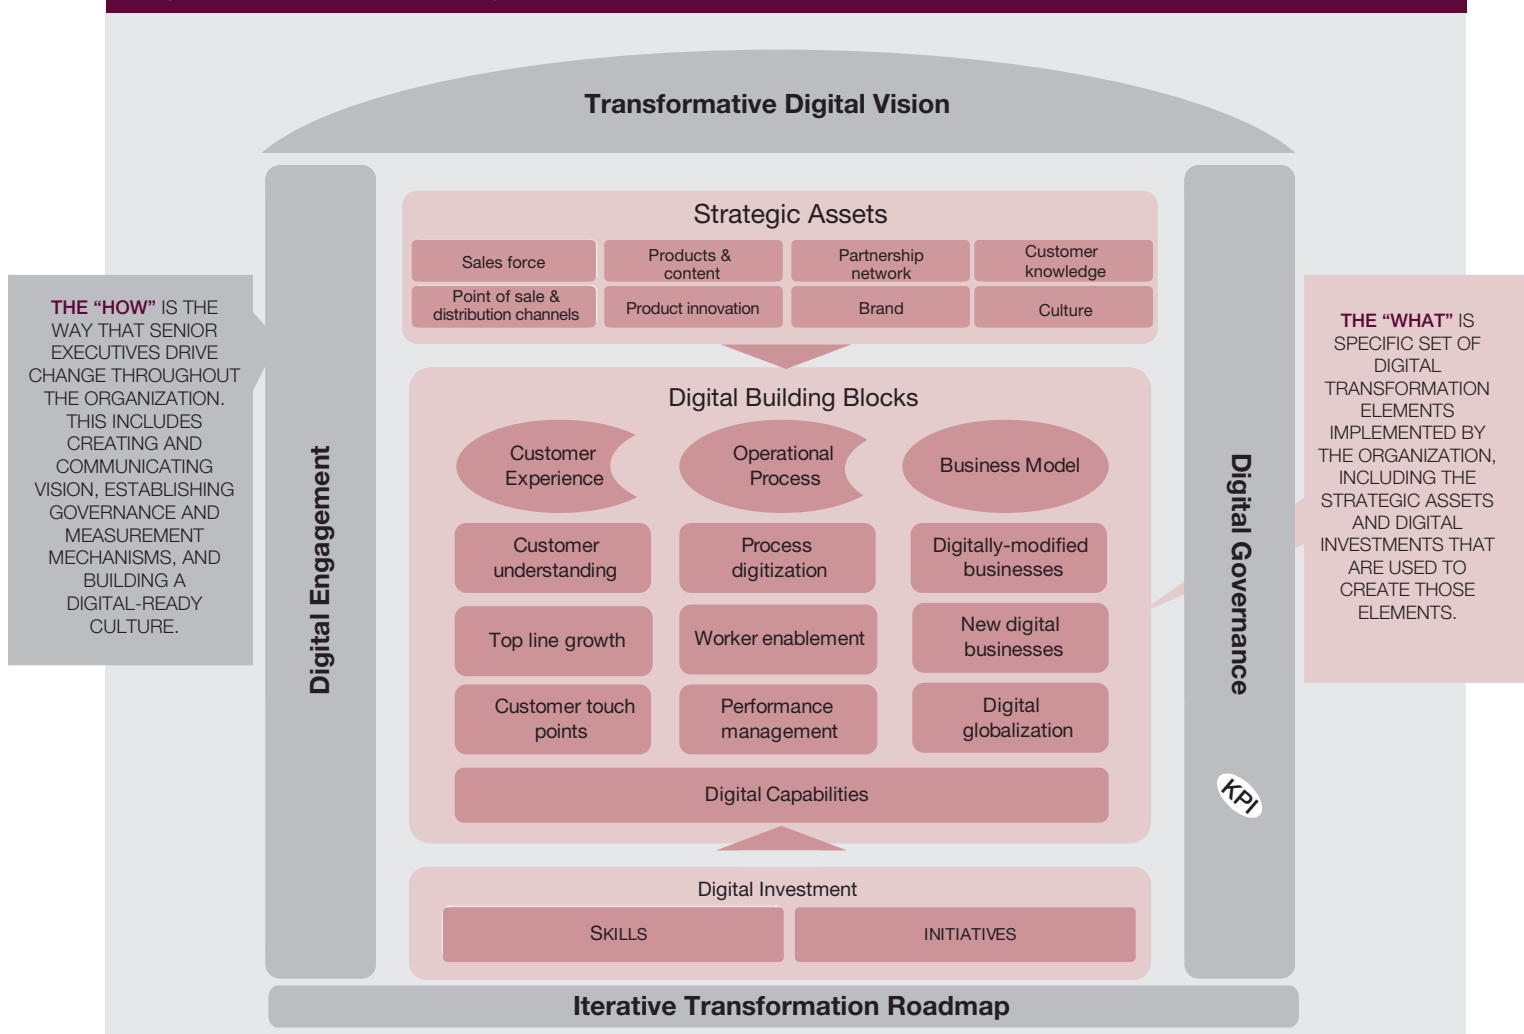 Transformative Digital Vision
Strategic Assets
Sales force
Products &
content
Partnership
network
Customer
knowledge
Point of sale &
distribution channels
Product innovation
Brand
Culture
THE “HOW” IS THE
WAY THAT SENIOR
EXECUTIVES DRIVE
CHANGE THROUGHOUT
THE ORGANIZATION.
THIS INCLUDES
CREATING AND
COMMUNICATING
VISION, ESTABLISHING
GOVERNANCE AND
MEASUREMENT
MECHANISMS, AND
BUILDING A
DIGITAL-READY
CULTURE.
Digital Engagement
Digital Building Blocks
Customer
Experience
Operational
Process
Business Model
Customer
understanding
Process
digitization
Digitally-modified
businesses
Top line growth
Worker enablement
New digital
businesses
Customer touch
points
Performance
management
Digital
globalization
Digital Capabilities
Digital Investment
SKILLS
INITIATIVES
Digital Governance
KPI
THE “WHAT” IS
SPECIFIC SET OF
DIGITAL
TRANSFORMATION
ELEMENTS
IMPLEMENTED BY
THE ORGANIZATION,
INCLUDING THE
STRATEGIC ASSETS
AND DIGITAL
INVESTMENTS THAT
ARE USED TO
CREATE THOSE
ELEMENTS.
Iterative Transformation Roadmap